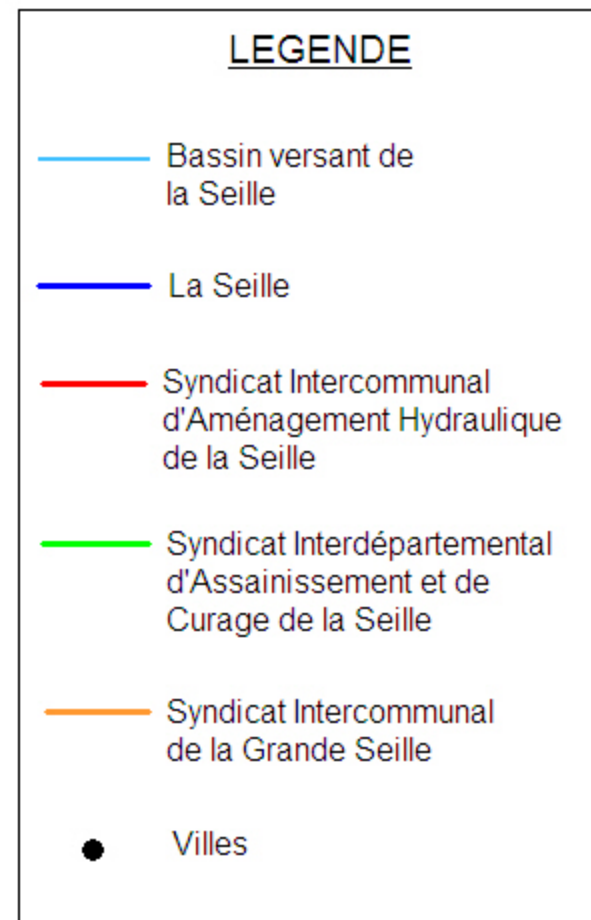 LEGENDE
Bassin versant de
la Seille
La Seille
Syndicat Intercommunal
d'Aménagement Hydraulique
de la Seille
Syndicat Interdépartemental
d'Assainissement et de
Curage de la Seille
Syndicat Intercommunal
de la Grande Seille
Villes